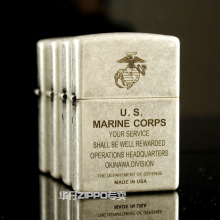 U. S.
MARINE CORPS
YOUR SERVICE
SHALL BE WELL REWARDED
OPERATIONS HEADQUARTERS
OKINAWA DIVISION
THE DEPARTMENT OF DEFENSE
MADE IN USA
ZIPPO